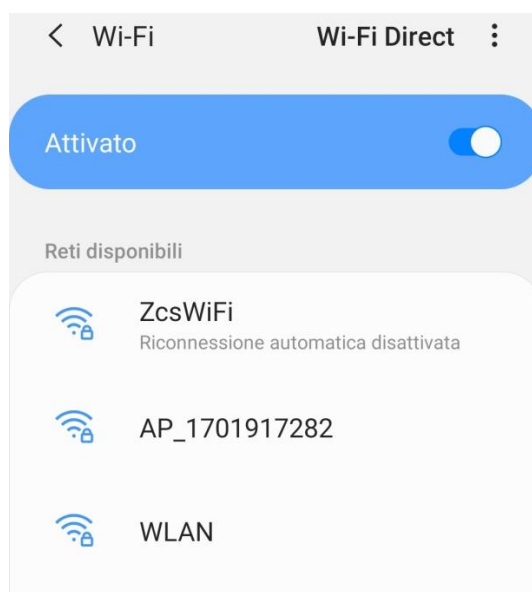 Wi-Fi Wi-Fi Direct
Attivato
Reti disponibili
ZcsWiFi
Riconnessione automatica disattivata
AP_1701917282
WLAN